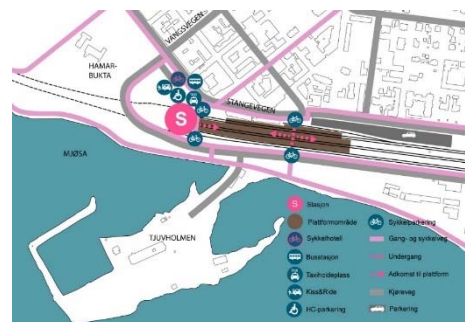 VANGSVEGEN
HAMAR-
BUKTA
STANGEVEGEN
S
MJØSA
TJUVHOLMEN
S Stasjon
Plattformområde
Sykkelhotell
Busstasjon
Taxiholdeplass
Kiss&Ride
HC-parkering
Sykkelparkering
Gang- og sykkelveg
Undergang
Adkomst til plattform
Kjøreveg
Parkering